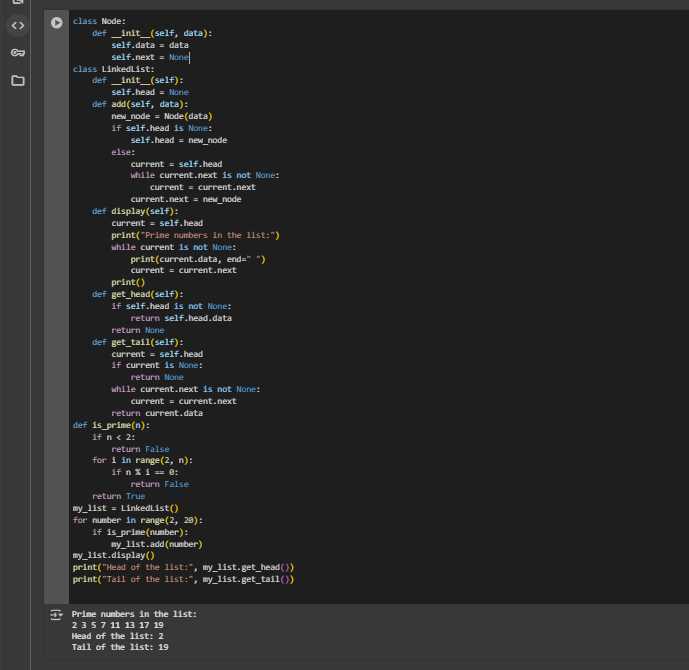 class Node:
    def __init__(self, data):
        self.data = data
        self.next = None
class LinkedList:
    def __init__(self):
        self.head = None
    def add(self, data):
        new_node = Node(data)
        if self.head is None:
            self.head = new_node
        else:
            current = self.head
            while current.next is not None:
                current = current.next
            current.next = new_node
    def display(self):
        current = self.head
        print("Prime numbers in the list:")
        while current is not None:
            print(current.data, end=" ")
            current = current.next
        print()
    def get_head(self):
        if self.head is not None:
            return self.head.data
        return None
    def get_tail(self):
        current = self.head
        if current is None:
            return None
        while current.next is not None:
            current = current.next
        return current.data
def is_prime(n):
    if n < 2:
        return False
    for i in range(2, n):
        if n % i == 0:
            return False
    return True
my_list = LinkedList()
for number in range(2, 20):
    if is_prime(number):
        my_list.add(number)
my_list.display()
print("Head of the list:", my_list.get_head())
print("Tail of the list:", my_list.get_tail())
Prime numbers in the list:
2 3 5 7 11 13 17 19
Head of the list: 2
Tail of the list: 19